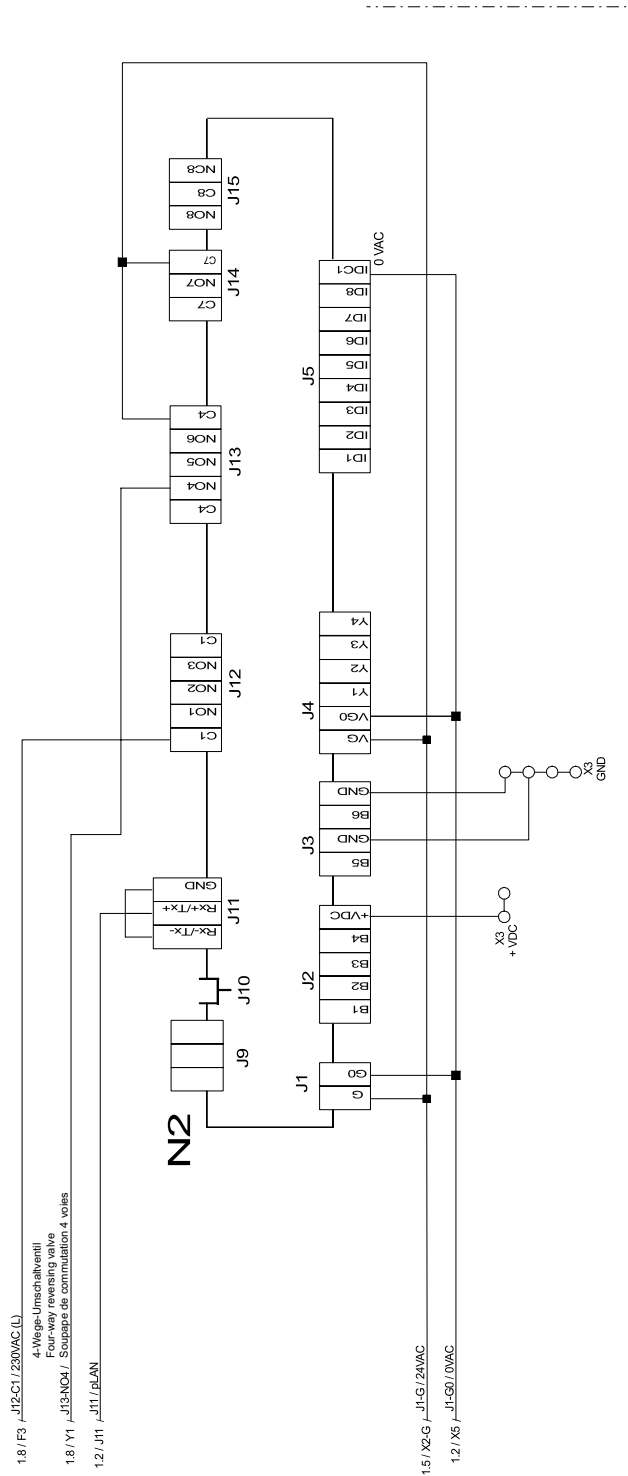 NC8
C8
NO8
J15
C7
NO7
C7
J14
C4
NO6
NO5
NO4
C4
J13
C1
NO3
NO2
NO1
C1
J12
GND
Rx+/Tx+
Rx-/Tx-
J11
J10
J9
N2
0 VAC
IDC1
ID8
ID7
ID6
ID5
ID4
ID3
ID2
ID1
J5
Y4
Y3
Y2
Y1
VG0
VG
J4
GND
B6
GND
B5
J3
X3
GND
+VDC
B4
B3
B2
B1
J2
X3
+ VDC
G0
G
J1
1.8 / F3
J12-C1 / 230VAC (L)
4-Wege-Umschaltventil
Four-way reversing valve
1.8 / Y1
J13-NO4 / Soupape de commutation 4 voies
1.2 / J11
J11 / pLAN
1.5 / X2-G
J1-G / 24VAC
1.2 / X5
J1-G0 / 0VAC